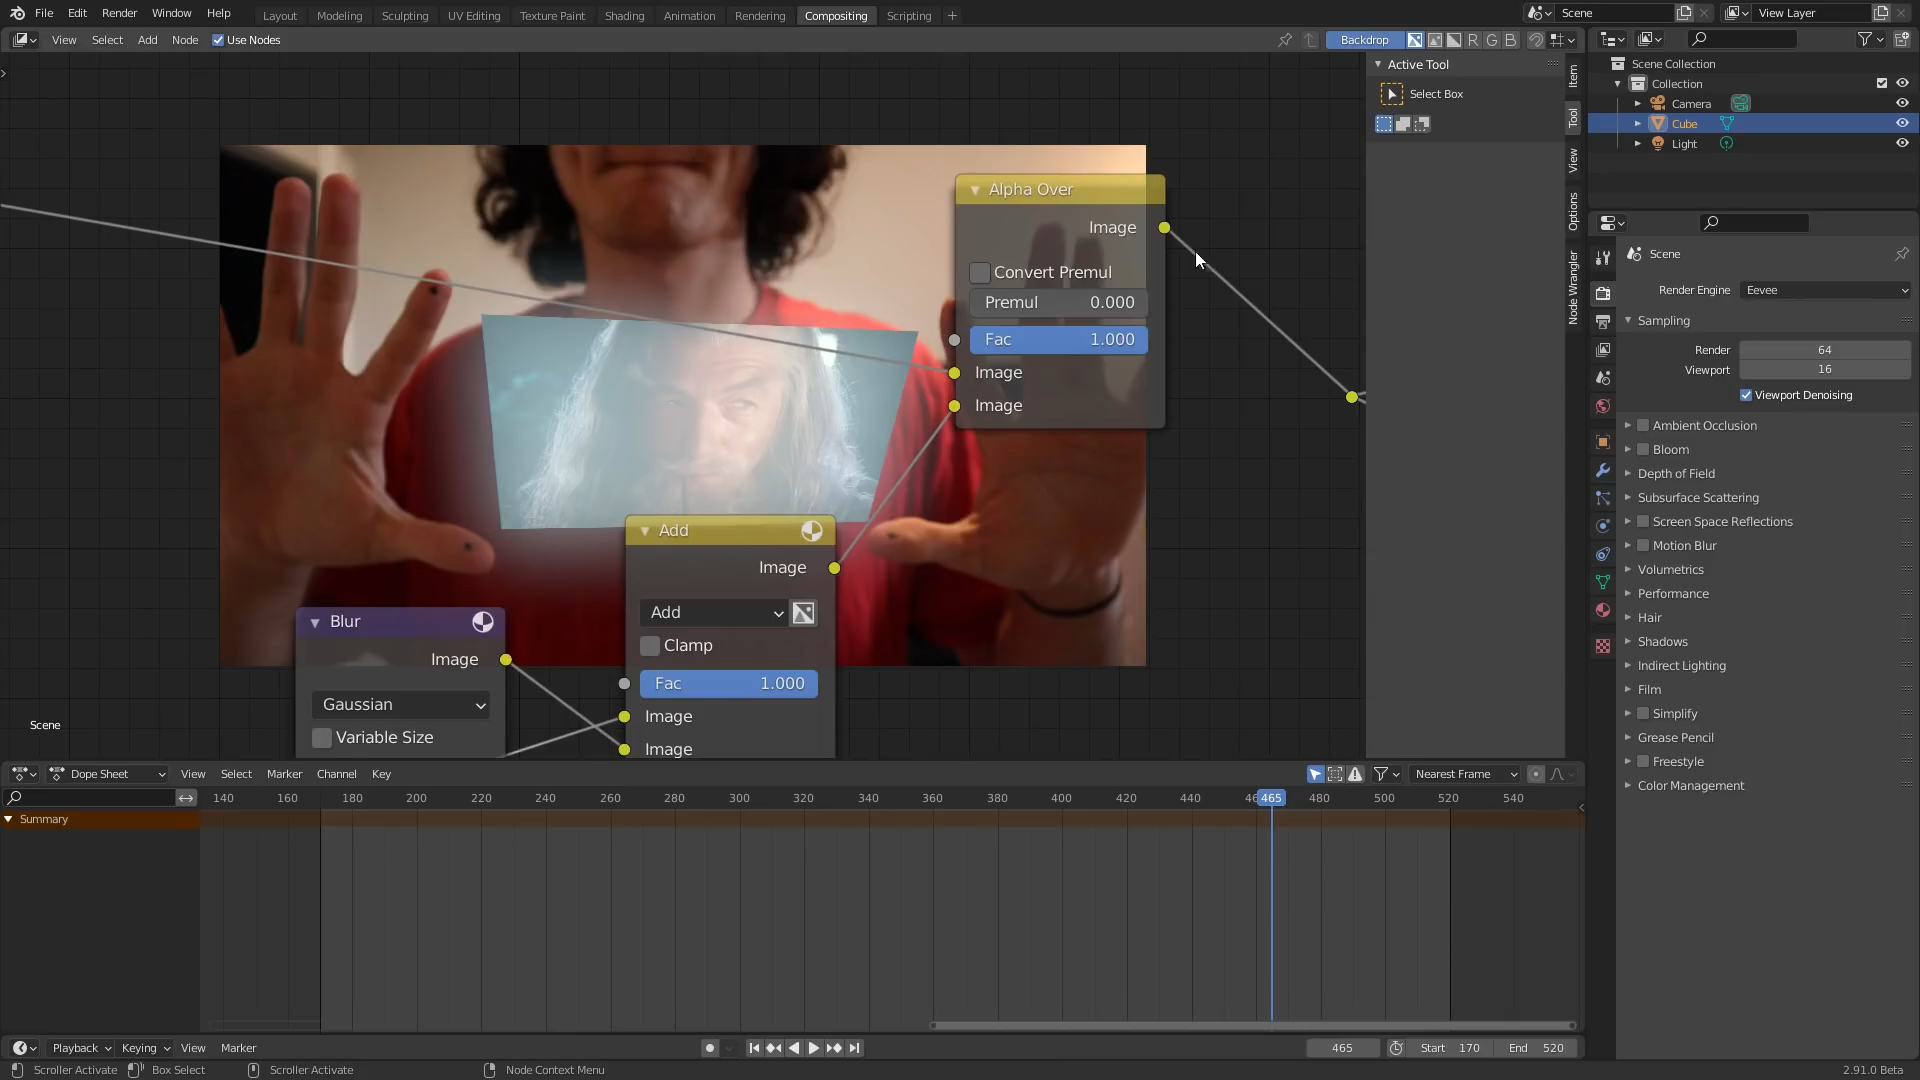 File Edit Render Window Help Layout Modeling Sculpting UV Editing Texture Paint Shading Animation Rendering Compositing Scripting + Scene View Layer
View Select Add Node Use Nodes Backdrop R G B
Active Tool
Select Box
Item
Tool
View
Options
Node Wrangler
Scene Collection
Collection
Camera
Cube
Light
Scene
Render Engine Eevee
Sampling
Render 64
Viewport 16
Viewport Denoising
Ambient Occlusion
Bloom
Depth of Field
Subsurface Scattering
Screen Space Reflections
Motion Blur
Volumetrics
Performance
Hair
Shadows
Indirect Lighting
Film
Simplify
Grease Pencil
Freestyle
Color Management
Alpha Over
Image
Convert Premul
Premul 0.000
Fac 1.000
Image
Image
Add
Image
Add
Clamp
Fac 1.000
Image
Image
Blur
Image
Gaussian
Variable Size
Scene
Dope Sheet View Select Marker Channel Key Nearest Frame
140 160 180 200 220 240 260 280 300 320 340 360 380 400 420 440 465 480 500 520 540
Summary
Playback Keying View Marker 465 Start 170 End 520
Scroller Activate Box Select Scroller Activate Node Context Menu 2.91.0 Beta